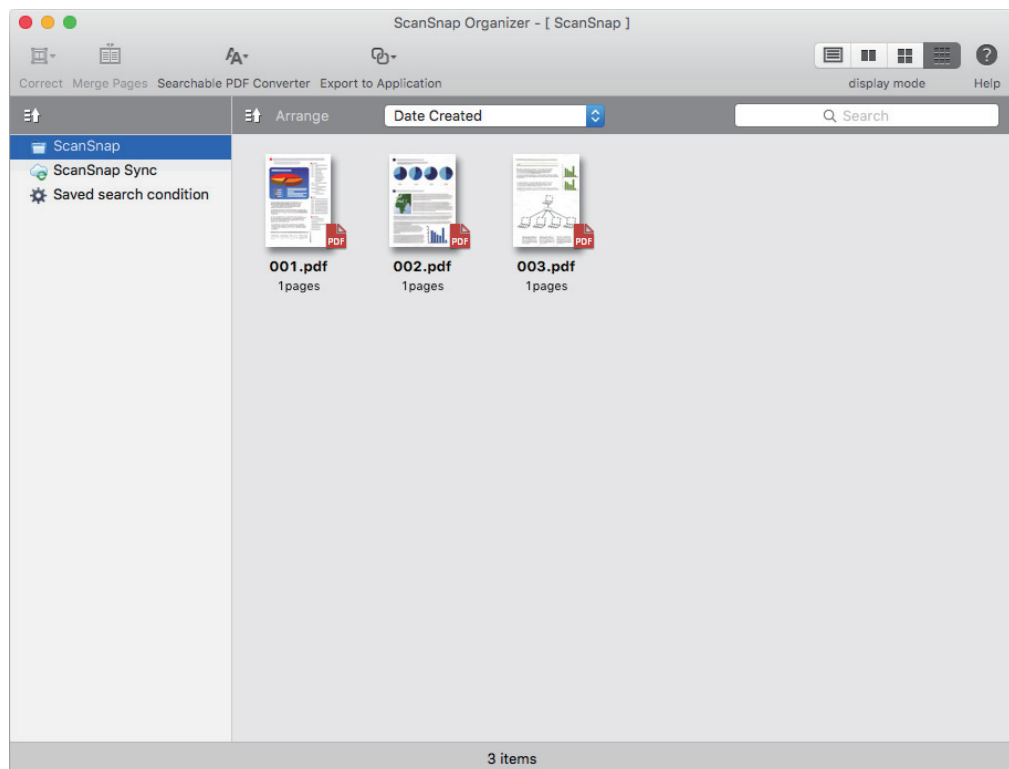 ScanSnap Organizer - [ ScanSnap ]
Correct Merge Pages Searchable PDF Converter Export to Application display mode Help
Arrange Date Created Search
ScanSnap
ScanSnap Sync
Saved search condition
PDF PDF PDF
001.pdf 002.pdf 003.pdf
1pages 1pages 1pages
3 items